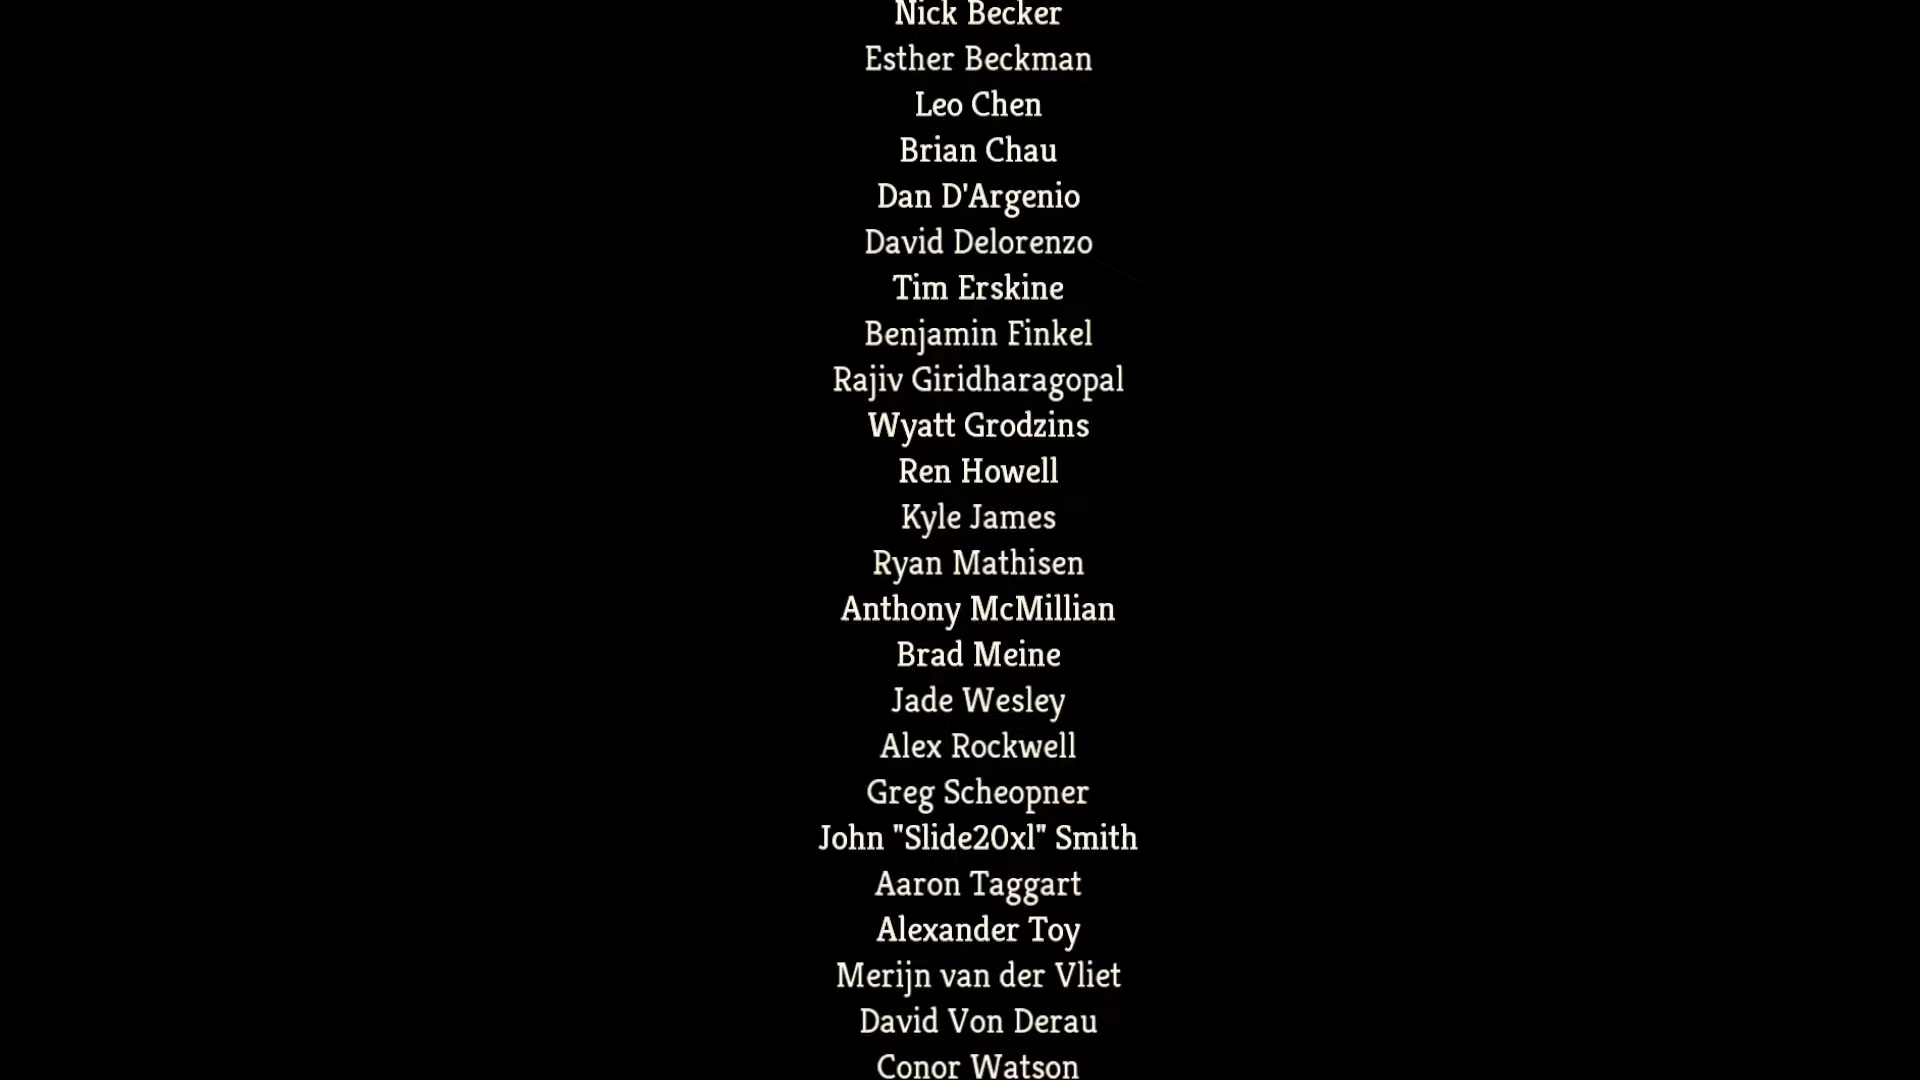 Nick Becker
Esther Beckman
Leo Chen
Brian Chau
Dan D'Argenio
David Delorenzo
Tim Erskine
Benjamin Finkel
Rajiv Giridharagopal
Wyatt Grodzins
Ren Howell
Kyle James
Ryan Mathisen
Anthony McMillian
Brad Meine
Jade Wesley
Alex Rockwell
Greg Scheopner
John "Slide20xl" Smith
Aaron Taggart
Alexander Toy
Merijn van der Vliet
David Von Derau
Conor Watson